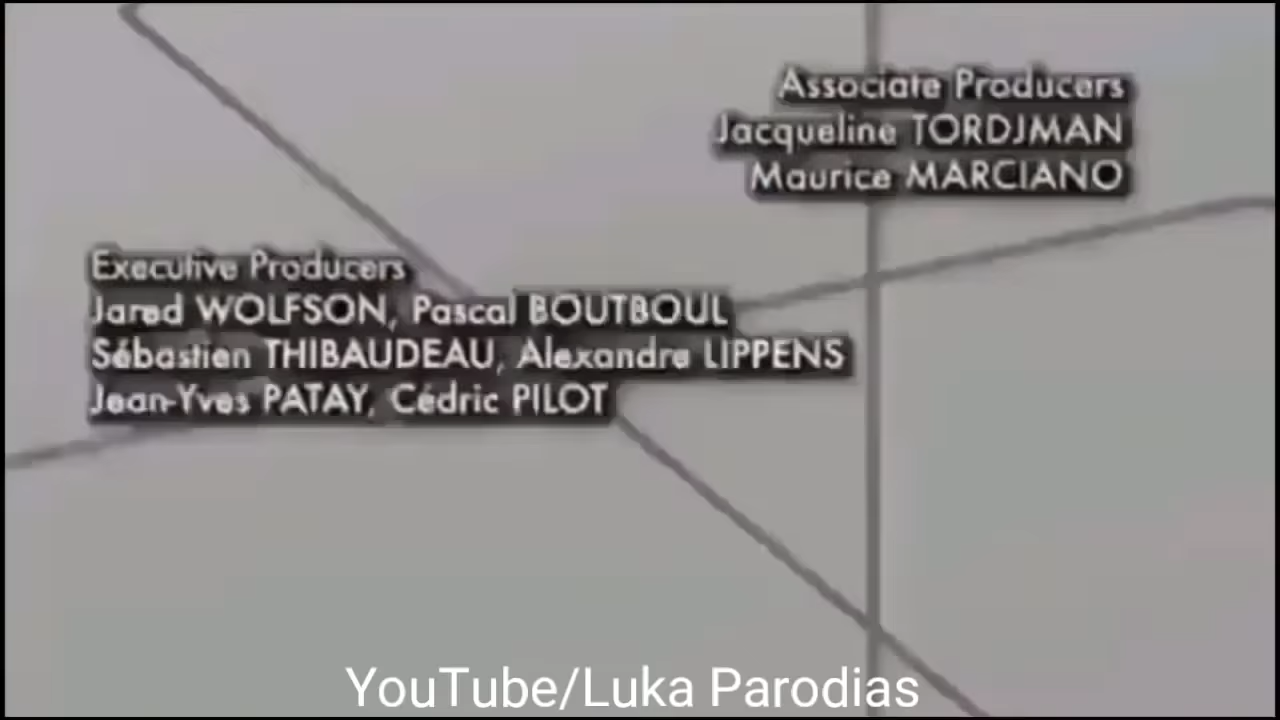 Associate Producers
Jacqueline TORDJMAN
Maurice MARCIANO
Executive Producers
Jared WOLFSON, Pascal BOUTBOUL
Sébastien THIBAUDEAU, Alexandre LIPPENS
Jean-Yves PATAY, Cédric PILOT
YouTube/Luka Parodias